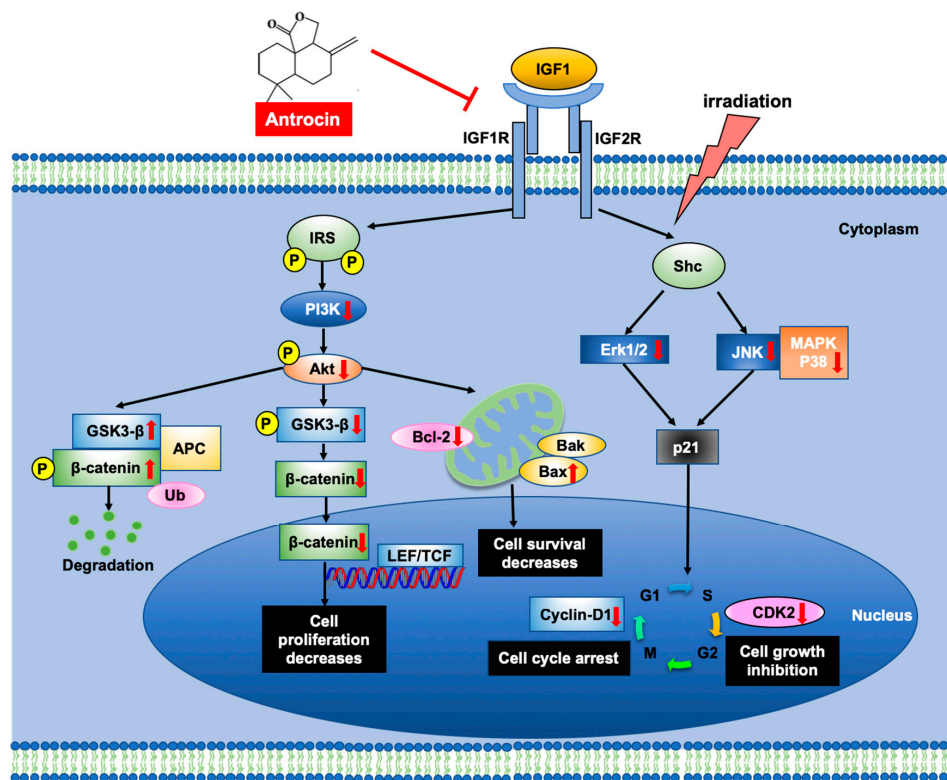 O
O
Antrocin
IGF1
IGF1R
IGF2R
irradiation
Cytoplasm
IRS
P
P
Shc
PI3K
P
Akt
Erk1/2
JNK
MAPK
P38
GSK3-β
APC
P
β-catenin
Ub
Degradation
P
GSK3-β
β-catenin
β-catenin
LEF/TCF
Cell
proliferation
decreases
Bcl-2
Bak
Bax
Cell survival
decreases
p21
G1
S
G2
M
Cyclin-D1
CDK2
Nucleus
Cell cycle arrest
Cell growth
inhibition